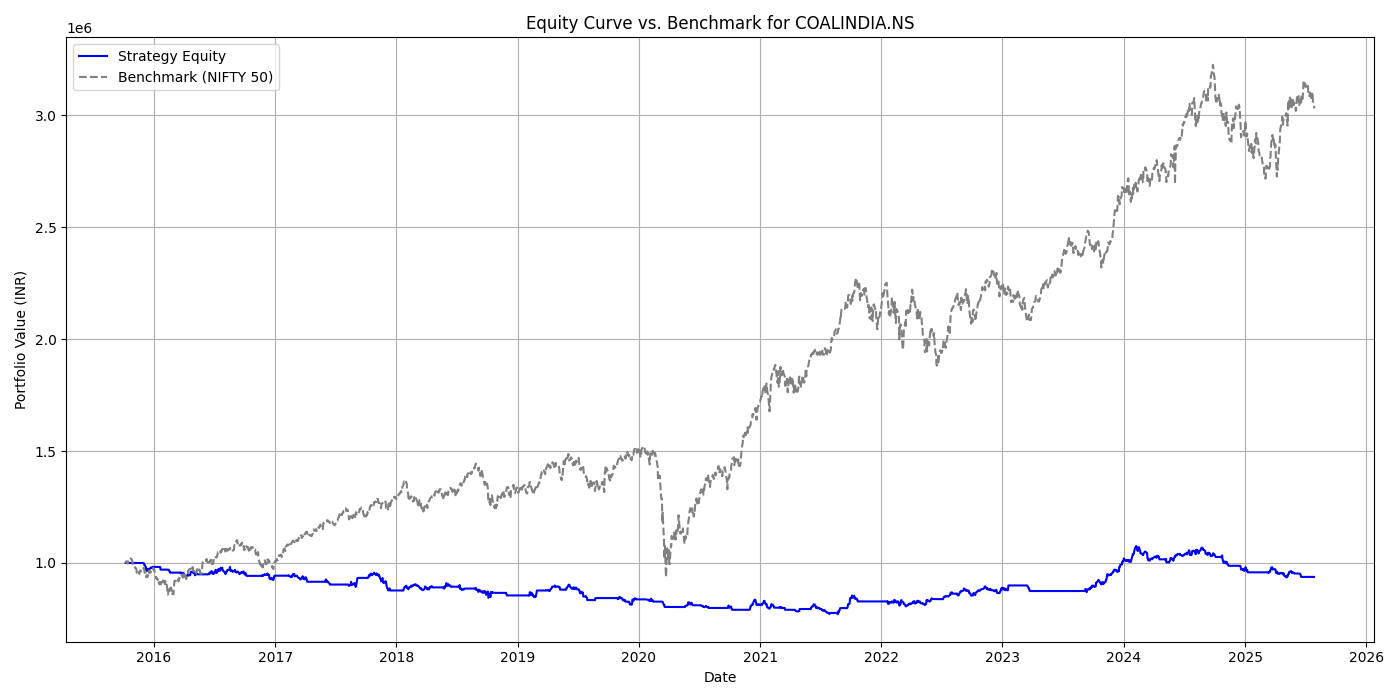 Equity Curve vs. Benchmark for COALINDIA.NS
1e6
Strategy Equity
Benchmark (NIFTY 50)
3.0
2.5
2.0
1.5
1.0
Portfolio Value (INR)
2016 2017 2018 2019 2020 2021 2022 2023 2024 2025 2026
Date